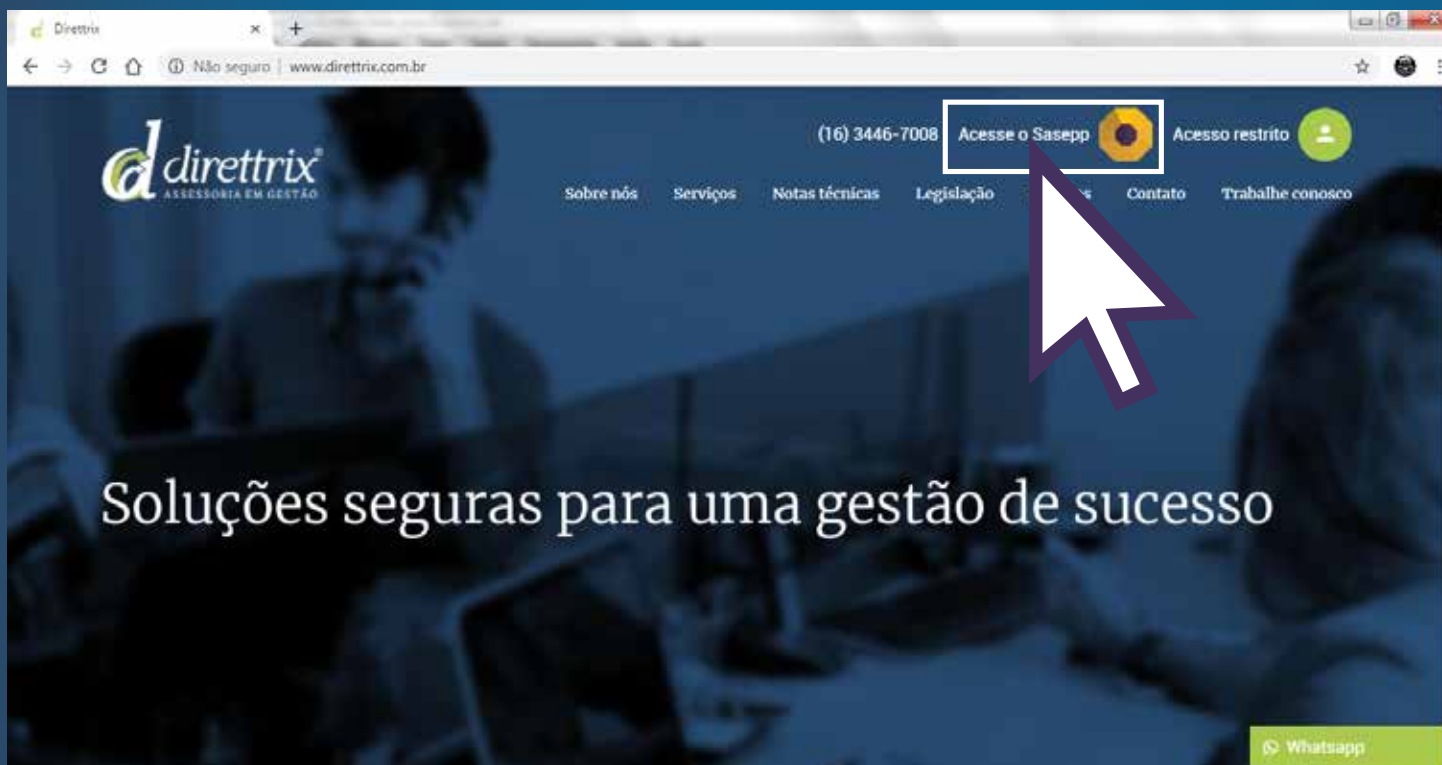 Direttrix
Não seguro | www.direttrix.com.br
direttrix®
ASSESSORIA EM GESTÃO
(16) 3446-7008 Acesse o Sasepp Acesso restrito
Sobre nós Serviços Notas técnicas Legislação Contato Trabalhe conosco
Soluções seguras para uma gestão de sucesso
Whatsapp